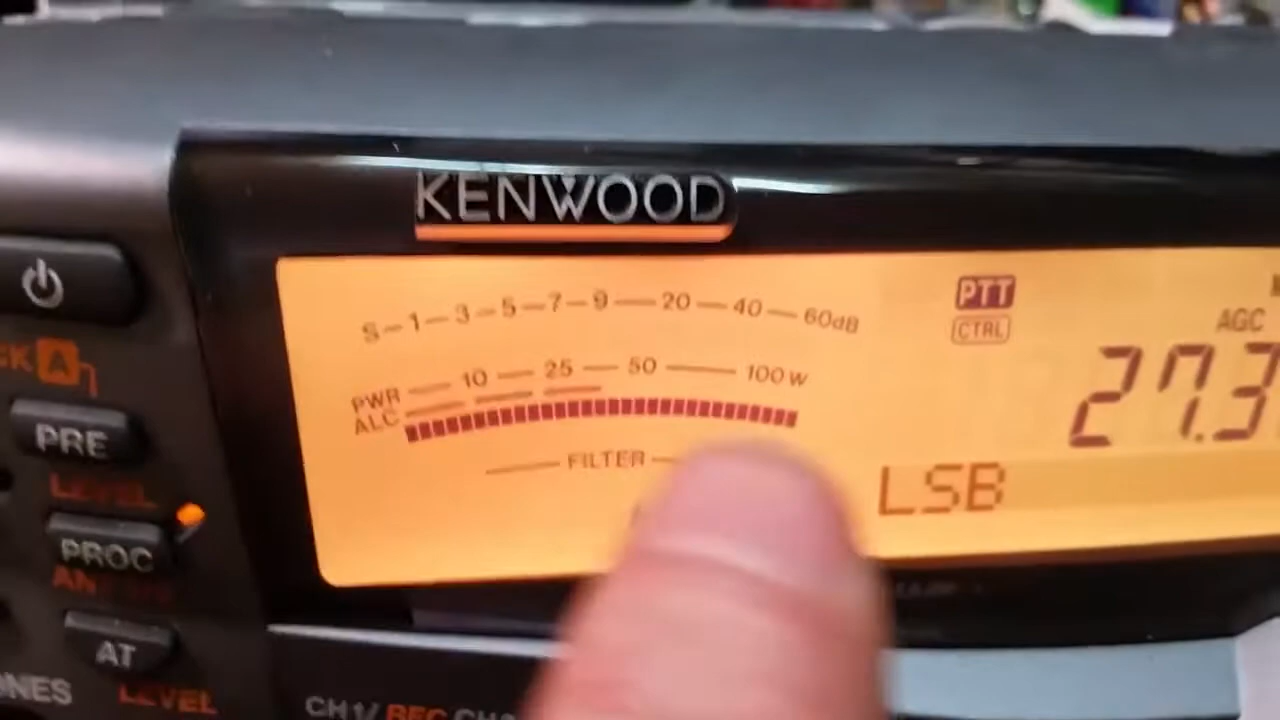 KENWOOD
S 1 3 5 7 9 20 40 60dB
PTT
CTRL
AGC
PWR 10 25 50 100W
ALC
27.3
FILTER
LSB
PRE
LEVEL
PROC
AT
LEVEL
CH1/ REC